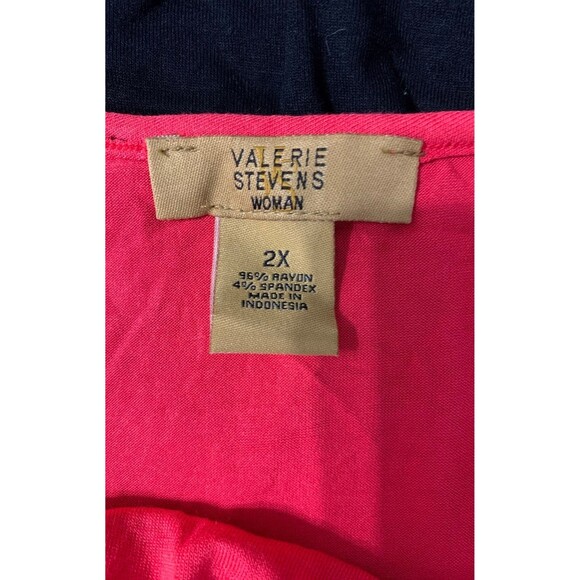 VALERIE
STEVENS
WOMAN
2X
96% RAYON
4% SPANDEX
MADE IN
INDONESIA